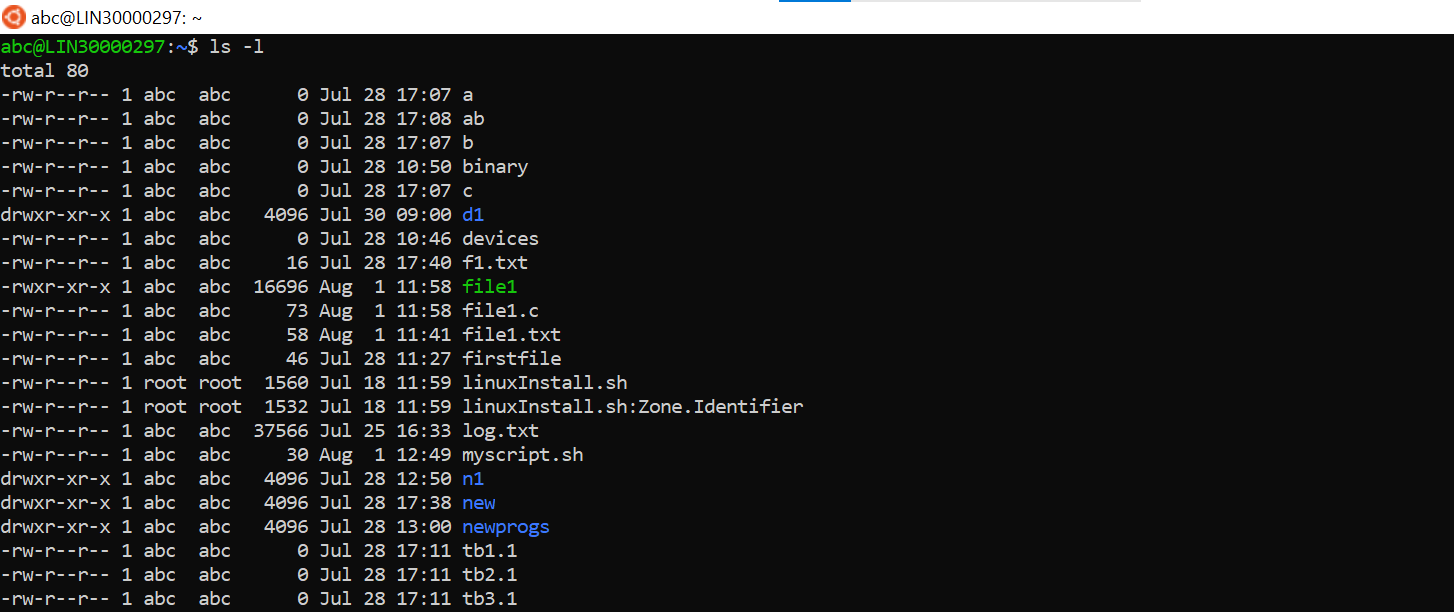 abc@LIN30000297: ~
abc@LIN30000297:~$ ls -l
total 80
-rw-r--r-- 1 abc  abc      0 Jul 28 17:07 a
-rw-r--r-- 1 abc  abc      0 Jul 28 17:08 ab
-rw-r--r-- 1 abc  abc      0 Jul 28 17:07 b
-rw-r--r-- 1 abc  abc      0 Jul 28 10:50 binary
-rw-r--r-- 1 abc  abc      0 Jul 28 17:07 c
drwxr-xr-x 1 abc  abc   4096 Jul 30 09:00 d1
-rw-r--r-- 1 abc  abc      0 Jul 28 10:46 devices
-rw-r--r-- 1 abc  abc     16 Jul 28 17:40 f1.txt
-rwxr-xr-x 1 abc  abc  16696 Aug  1 11:58 file1
-rw-r--r-- 1 abc  abc     73 Aug  1 11:58 file1.c
-rw-r--r-- 1 abc  abc     58 Aug  1 11:41 file1.txt
-rw-r--r-- 1 abc  abc     46 Jul 28 11:27 firstfile
-rw-r--r-- 1 root root  1560 Jul 18 11:59 linuxInstall.sh
-rw-r--r-- 1 root root  1532 Jul 18 11:59 linuxInstall.sh:Zone.Identifier
-rw-r--r-- 1 abc  abc  37566 Jul 25 16:33 log.txt
-rw-r--r-- 1 abc  abc     30 Aug  1 12:49 myscript.sh
drwxr-xr-x 1 abc  abc   4096 Jul 28 12:50 n1
drwxr-xr-x 1 abc  abc   4096 Jul 28 17:38 new
drwxr-xr-x 1 abc  abc   4096 Jul 28 13:00 newprogs
-rw-r--r-- 1 abc  abc      0 Jul 28 17:11 tb1.1
-rw-r--r-- 1 abc  abc      0 Jul 28 17:11 tb2.1
-rw-r--r-- 1 abc  abc      0 Jul 28 17:11 tb3.1